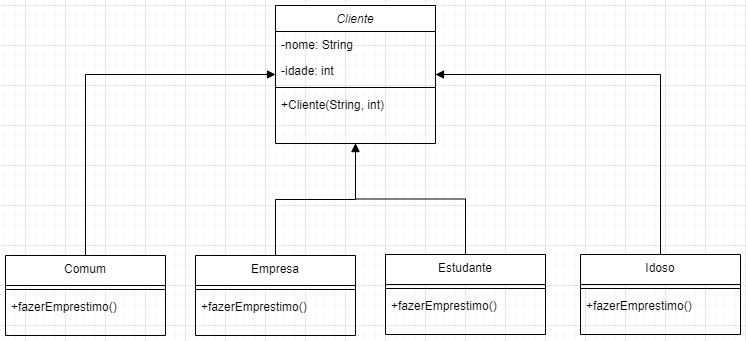 Cliente
-nome: String
-idade: int
+Cliente(String, int)
Comum
+fazerEmprestimo()
Empresa
+fazerEmprestimo()
Estudante
+fazerEmprestimo()
Idoso
+fazerEmprestimo()